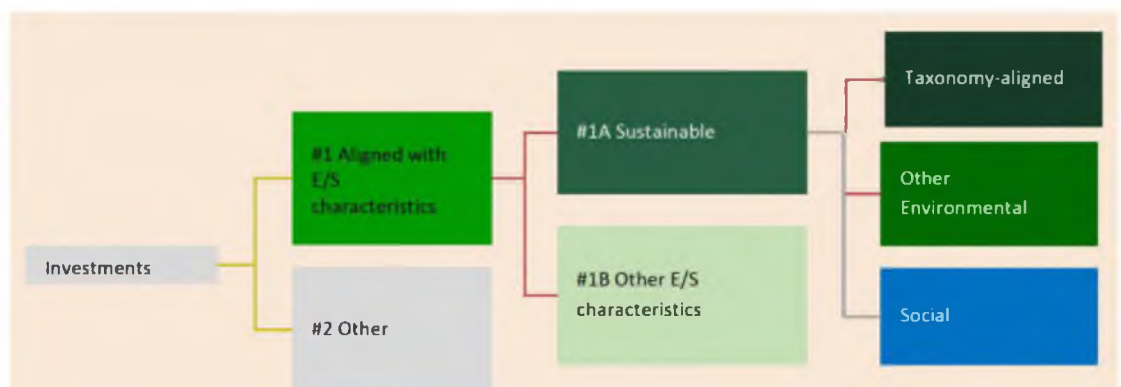 Investments
#1 Aligned with
E/S
characteristics
#2 Other
#1A Sustainable
#1B Other E/S
characteristics
Taxonomy-aligned
Other
Environmental
Social